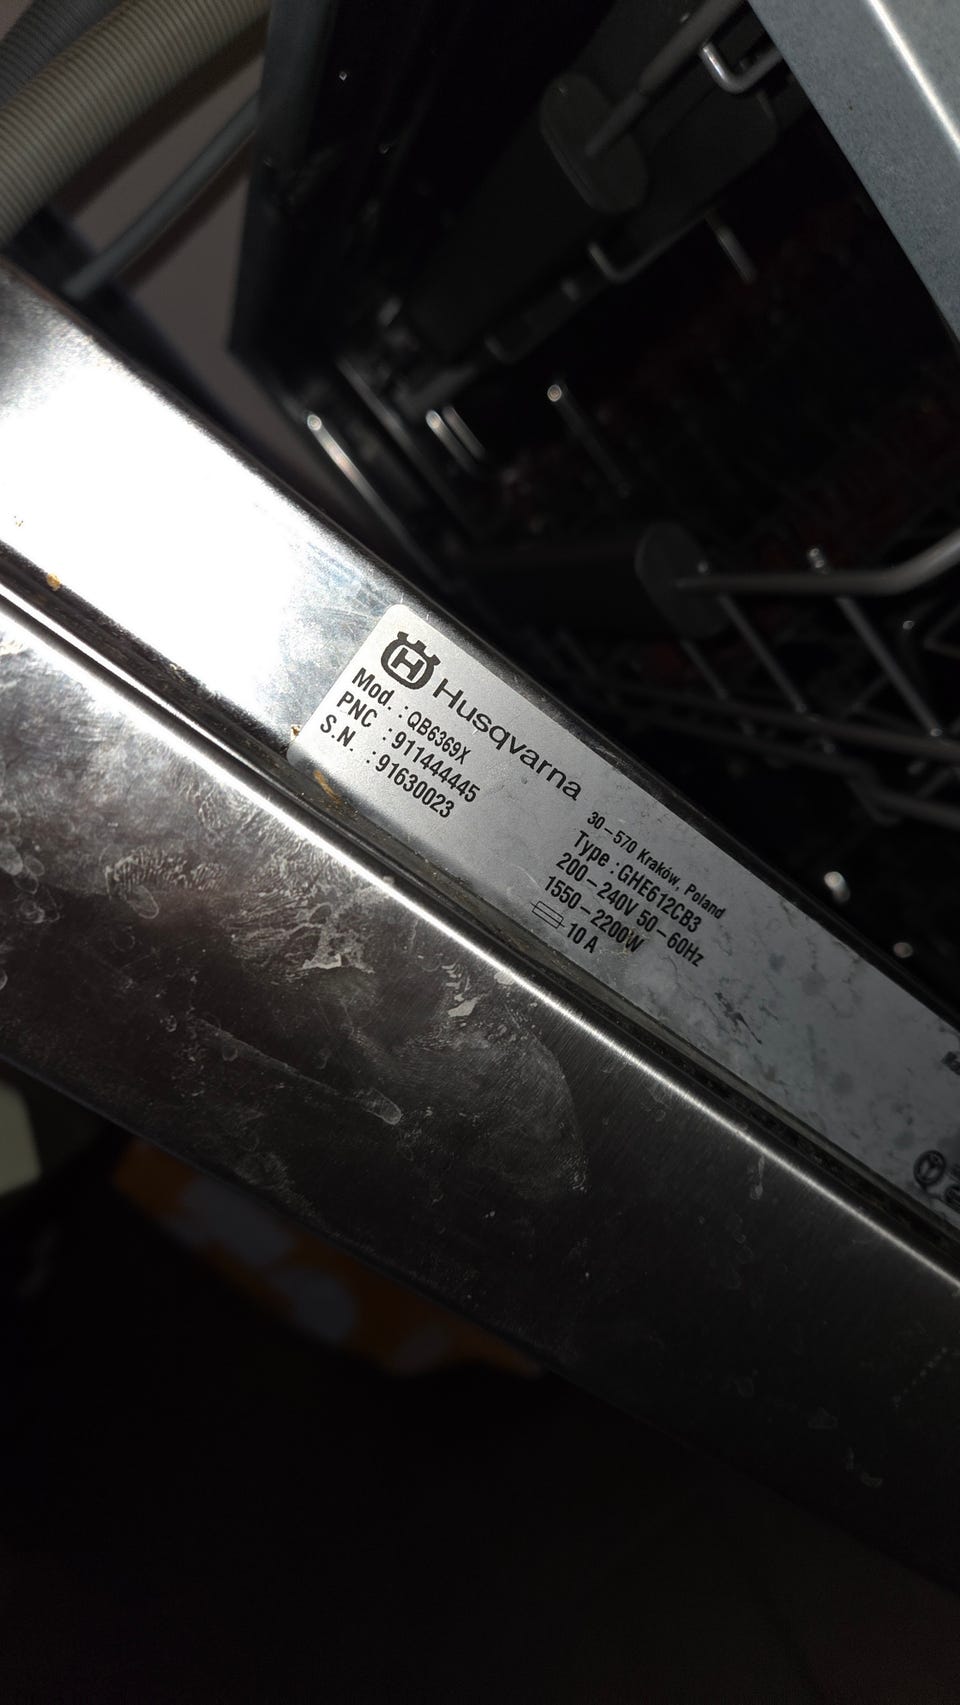 H Husqvarna
Mod. : QB6369X
PNC : 911444445
S.N. : 91630023
30-570 Kraków, Poland
Type : GHE612CB3
200-240V 50-60Hz
1550-2200W
10 A